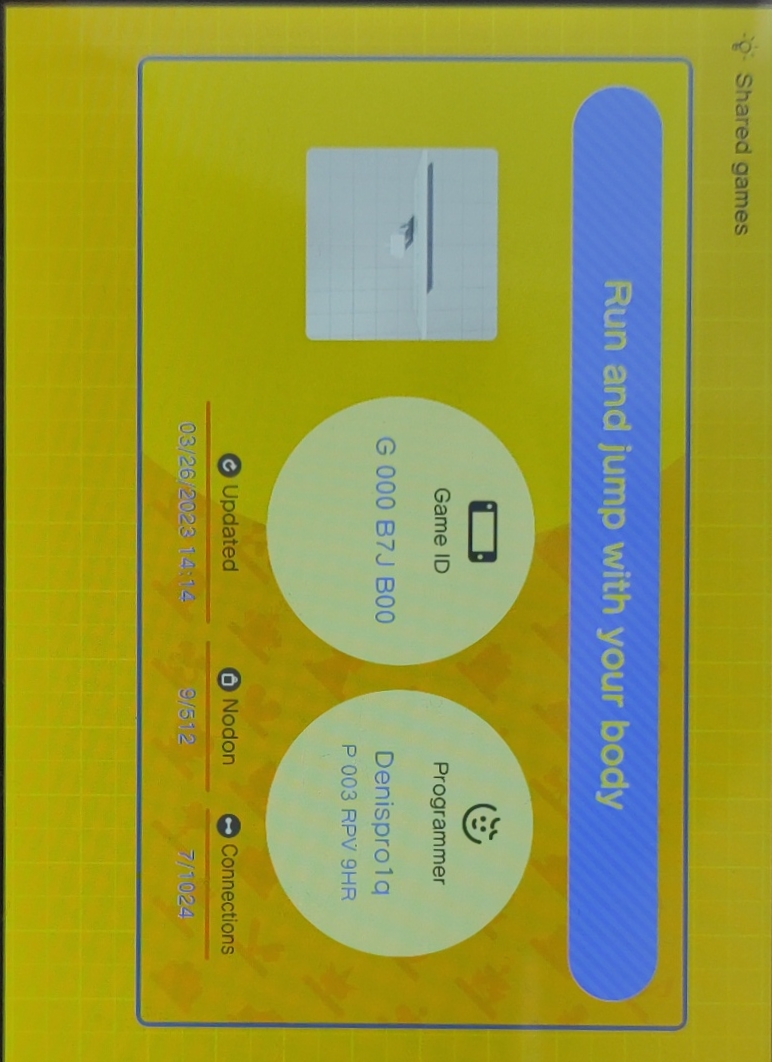 Shared games
Run and jump with your body
Game ID
G 000 B7J B00
Programmer
Denispro1q
P 003 RPV 9HR
Updated
03/26/2023 14:14
Nodon
9/512
Connections
7/1024